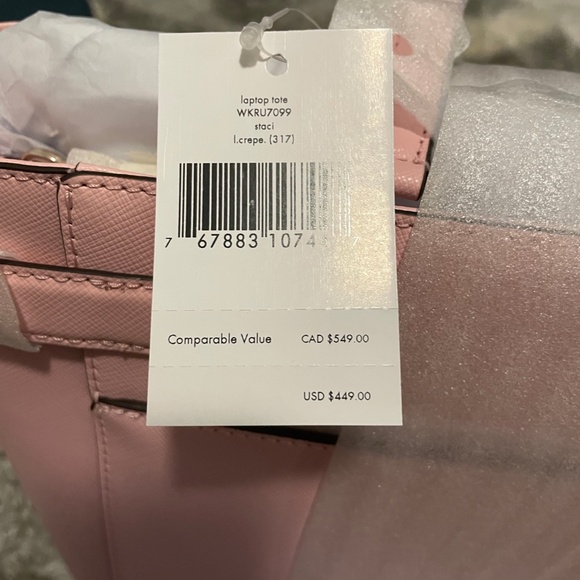 laptop tote
WKRU7099
staci
l.crepe. (317)
7 67883 1074
Comparable Value CAD $549.00
USD $449.00